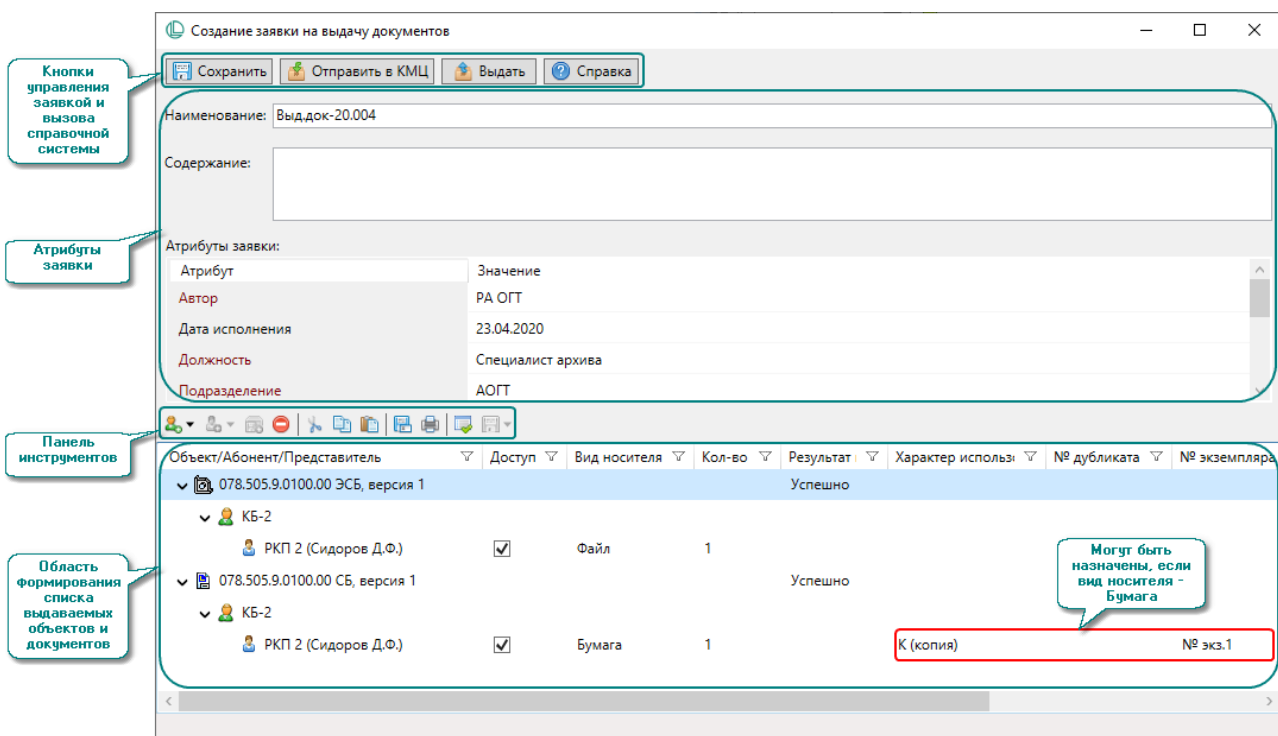 Создание заявки на выдачу документов
Кнопки
управления
заявкой и
вызова
справочной
системы
Сохранить
Отправить в КМЦ
Выдать
Справка
Наименование: Выд.док-20.004
Содержание:
Атрибуты
заявки
Атрибуты заявки:
Атрибут Значение
Автор РА ОГТ
Дата исполнения 23.04.2020
Должность Специалист архива
Подразделение АОГТ
Панель
инструментов
Объект/Абонент/Представитель Доступ Вид носителя Кол-во Результат Характер использ № дубликата № экземпляра
078.505.9.0100.00 ЭСБ, версия 1 Успешно
КБ-2
РКП 2 (Сидоров Д.Ф.) Файл 1
Область
формирования
списка
выдаваемых
объектов и
документов
Могут быть
назначены, если
вид носителя -
Бумага
078.505.9.0100.00 СБ, версия 1 Успешно
КБ-2
РКП 2 (Сидоров Д.Ф.) Бумага 1 К (копия) № экз.1